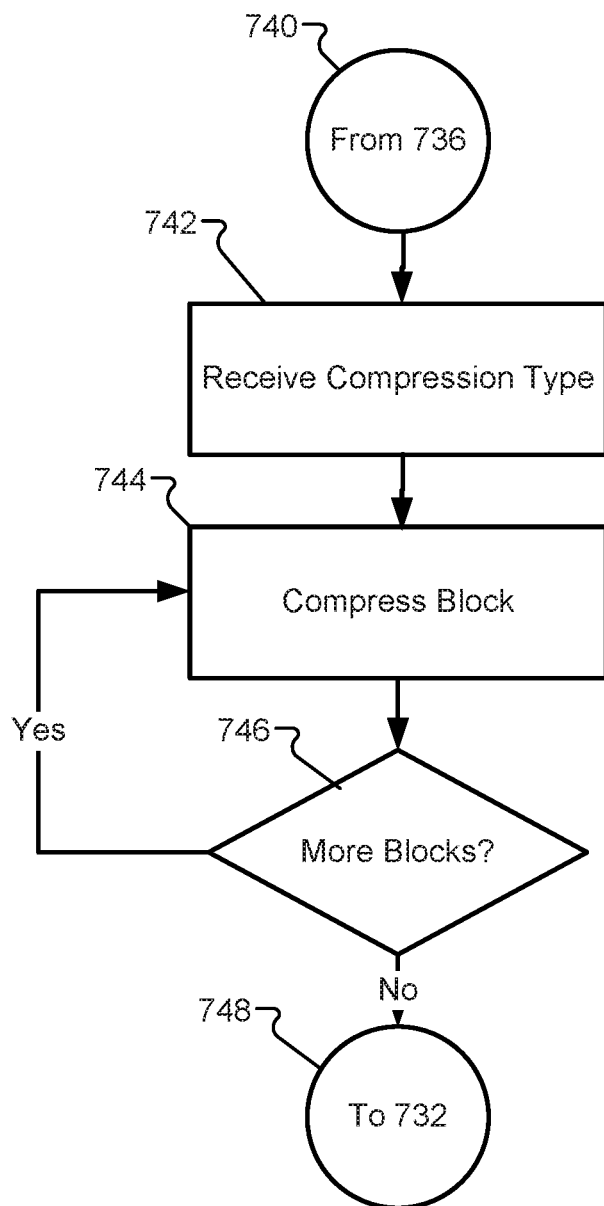 740
From 736
742
Receive Compression Type
744
Compress Block
Yes
746
More Blocks?
No
748
To 732